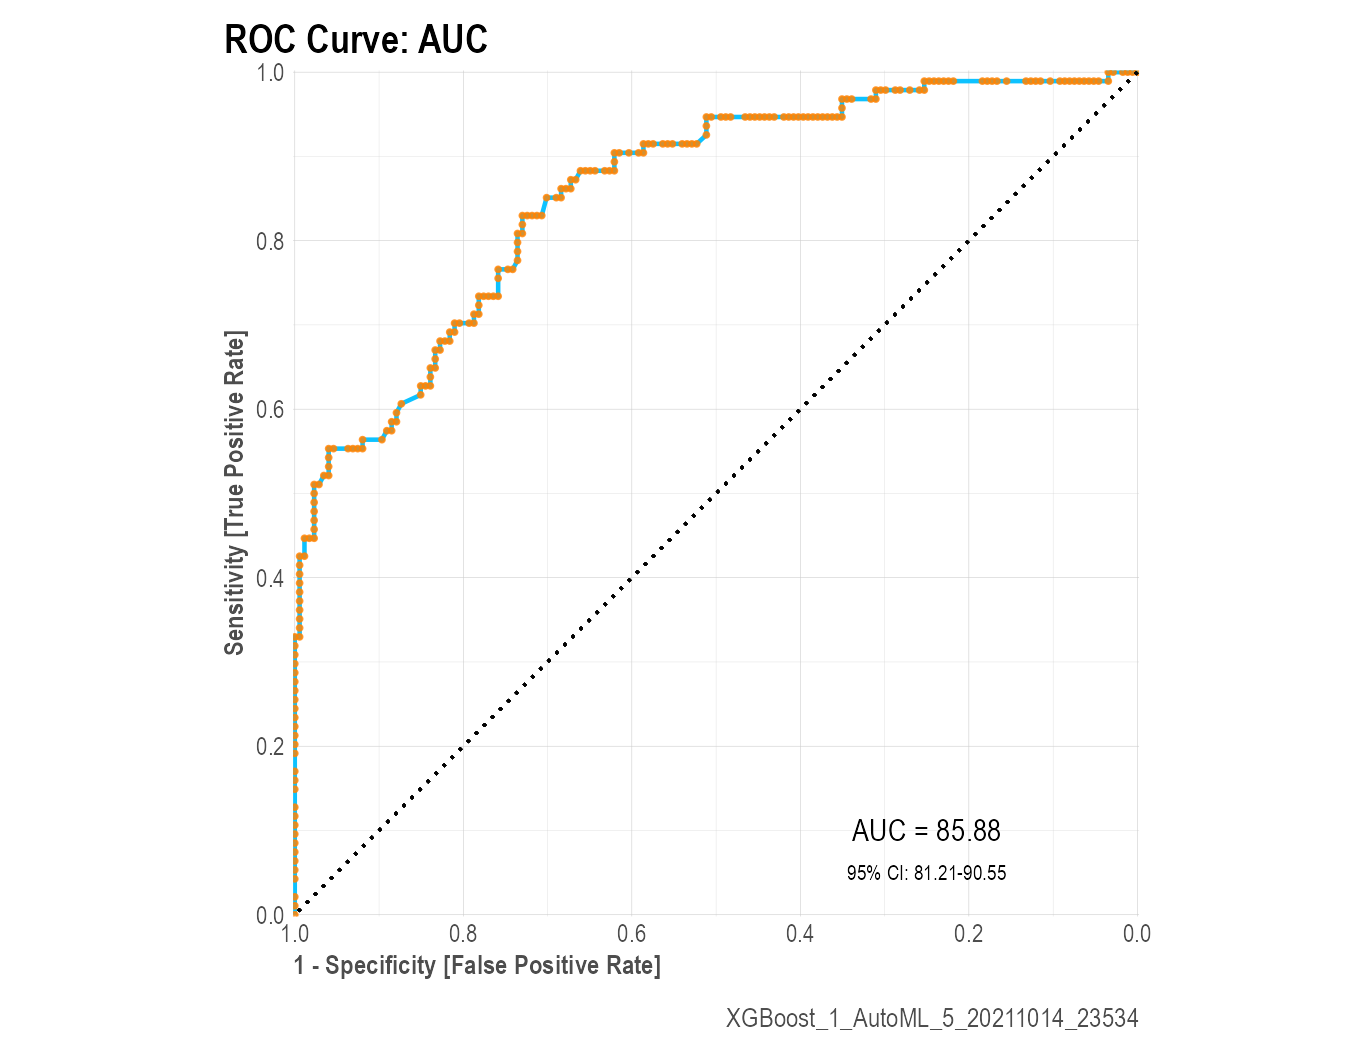 ROC Curve: AUC
1.0
0.8
0.6
0.4
0.2
0.0
Sensitivity [True Positive Rate]
AUC = 85.88
95% CI: 81.21-90.55
1.0 0.8 0.6 0.4 0.2 0.0
1 - Specificity [False Positive Rate]
XGBoost_1_AutoML_5_20211014_23534